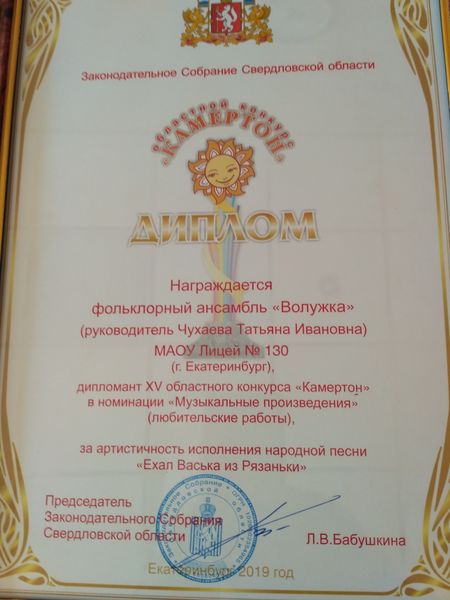 Законодательное Собрание Свердловской области
областной конкурс
«КАМЕРТОН»
ДИПЛОМ
Награждается
фольклорный ансамбль «Волужка»
(руководитель Чухаева Татьяна Ивановна)
МАОУ Лицей № 130
(г. Екатеринбург),
дипломант XV областного конкурса «Камертон»
в номинации «Музыкальные произведения»
(любительские работы),
за артистичность исполнения народной песни
«Ехал Васька из Рязаньки»
Председатель
Законодательного Собрания
Свердловской области
Л.В.Бабушкина
Екатеринбург 2019 год